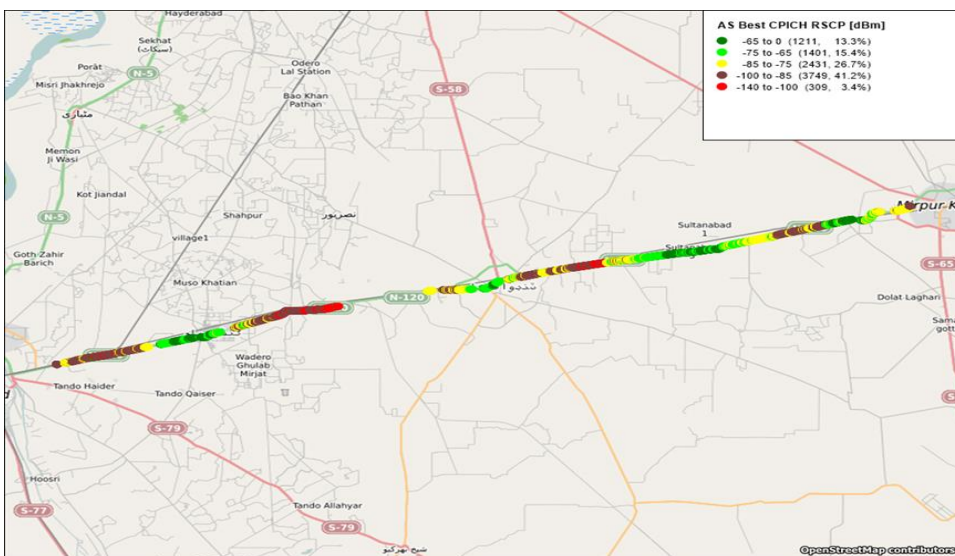 AS Best CPICH RSCP [dBm]
-65 to 0 (1211, 13.3%)
-75 to -65 (1401, 15.4%)
-85 to -75 (2431, 26.7%)
-100 to -85 (3749, 41.2%)
-140 to -100 (309, 3.4%)
Hayderabad
Sekhat
(سيكاٽ)
N-5
Odero
Lal Station
Porāt
Misri Jhakhrejo
S-58
Bao Khan
Pathan
مٽياري
Memon
Ji Wasi
Kot Jiandal
N-5
Shahpur
نصرپور
Mirpur K
Sultanabad
1
village1
Goth Zahir
Barich
S-65
Muso Khatian
N-120
Dolat Laghari
Wadero
Ghulab
Mirjat
Tando Haider
Tando Qaiser
S-79
Hoosri
S-77
Tando Allahyar
S-79
OpenStreetMap contributors